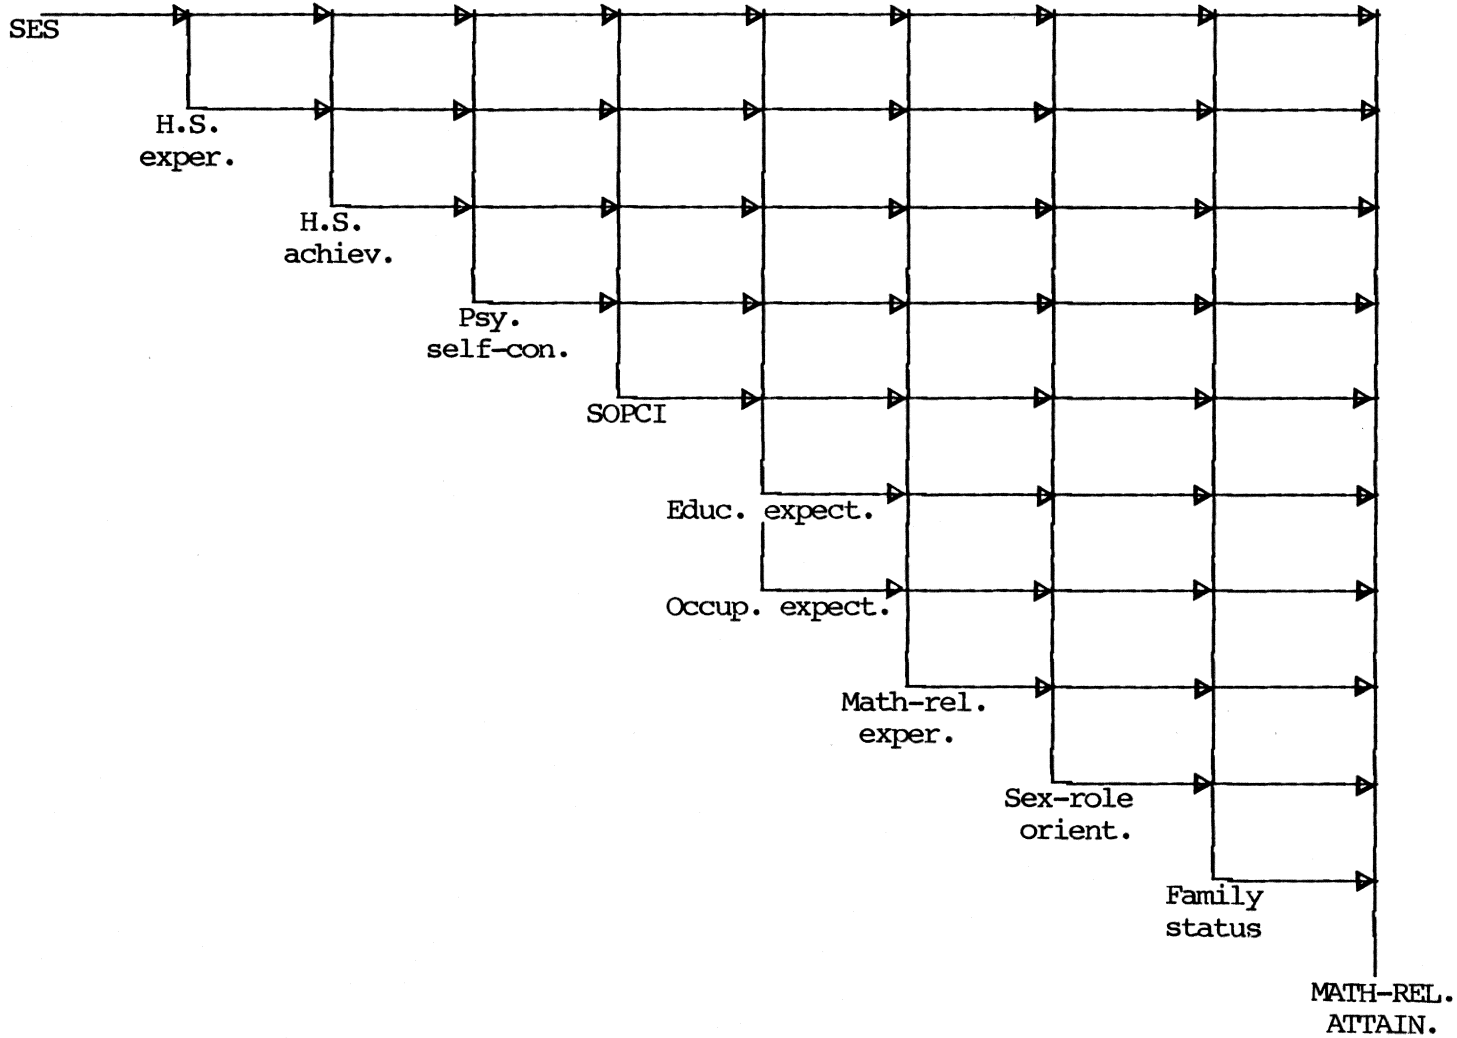 SES
H.S.
exper.
H.S.
achiev.
Psy.
self-con.
SOPCI
Educ. expect.
Occup. expect.
Math-rel.
exper.
Sex-role
orient.
Family
status
MATH-REL.
ATTAIN.